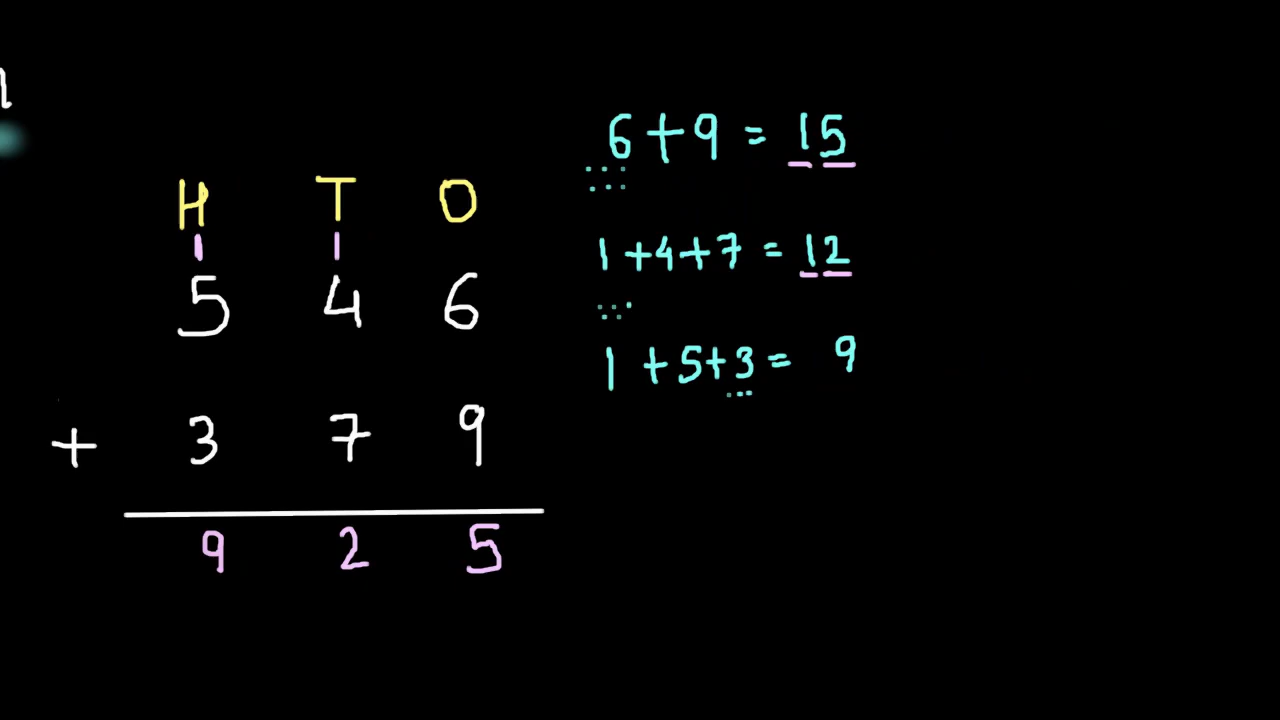 H T O
1 1
5 4 6
+ 3 7 9
9 2 5
6+9 = 15
1+4+7 = 12
1+5+3 = 9